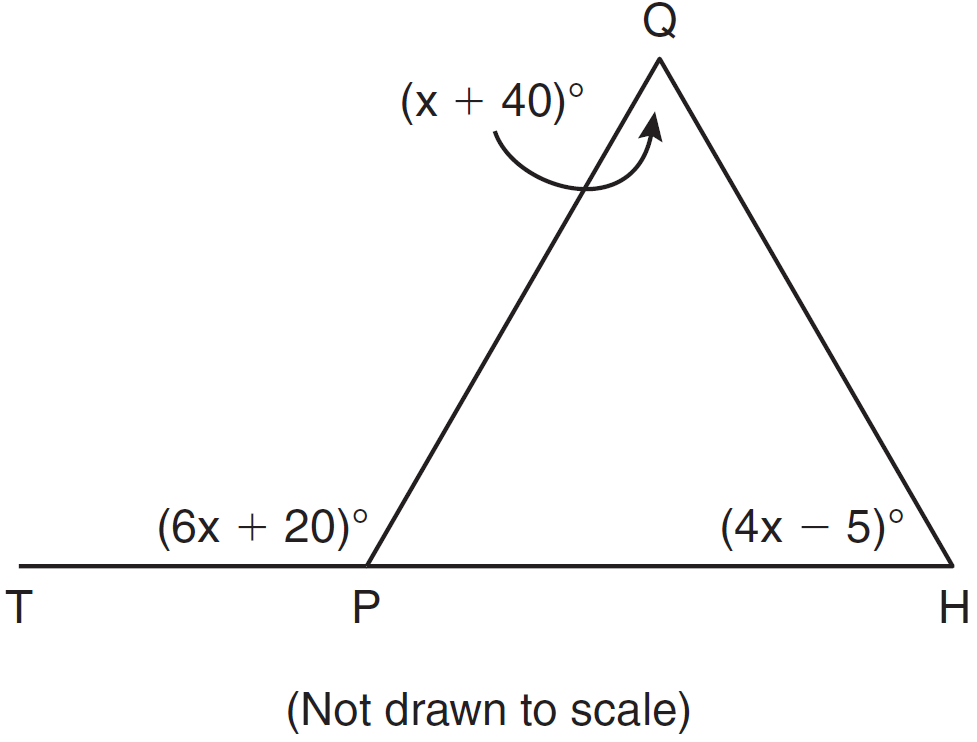 Q
(x + 40)°
(6x + 20)°
(4x − 5)°
T
P
H
(Not drawn to scale)